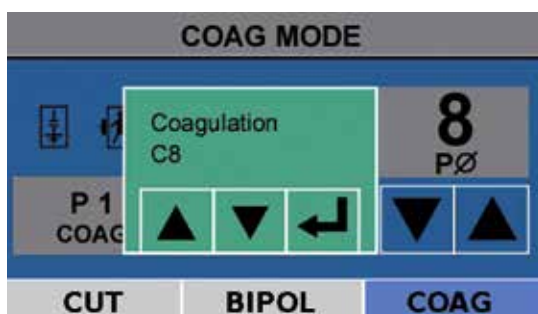 COAG MODE
Coagulation
C8
8
PØ
P 1
COAG
CUT BIPOL COAG